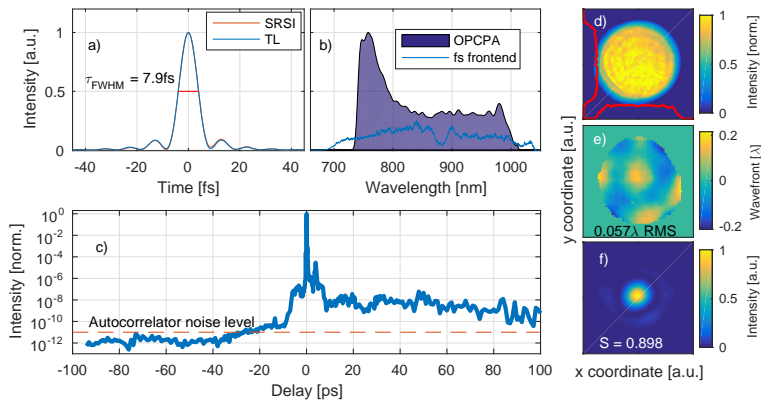 a)
SRSI
TL
τFWHM = 7.9fs
Intensity [a.u.]
1
0.5
0
-40 -20 0 20 40
Time [fs]
b)
OPCPA
fs frontend
700 800 900 1000
Wavelength [nm]
c)
Intensity [norm.]
10^0
10^-2
10^-4
10^-6
10^-8
10^-10
10^-12
Autocorrelator noise level
-100 -80 -60 -40 -20 0 20 40 60 80 100
Delay [ps]
d)
1
0.5
0
Intensity [norm.]
e)
0.057λ RMS
0.2
0
-0.2
Wavefront [λ]
f)
S = 0.898
1
0.5
0
Intensity [a.u.]
y coordinate [a.u.]
x coordinate [a.u.]